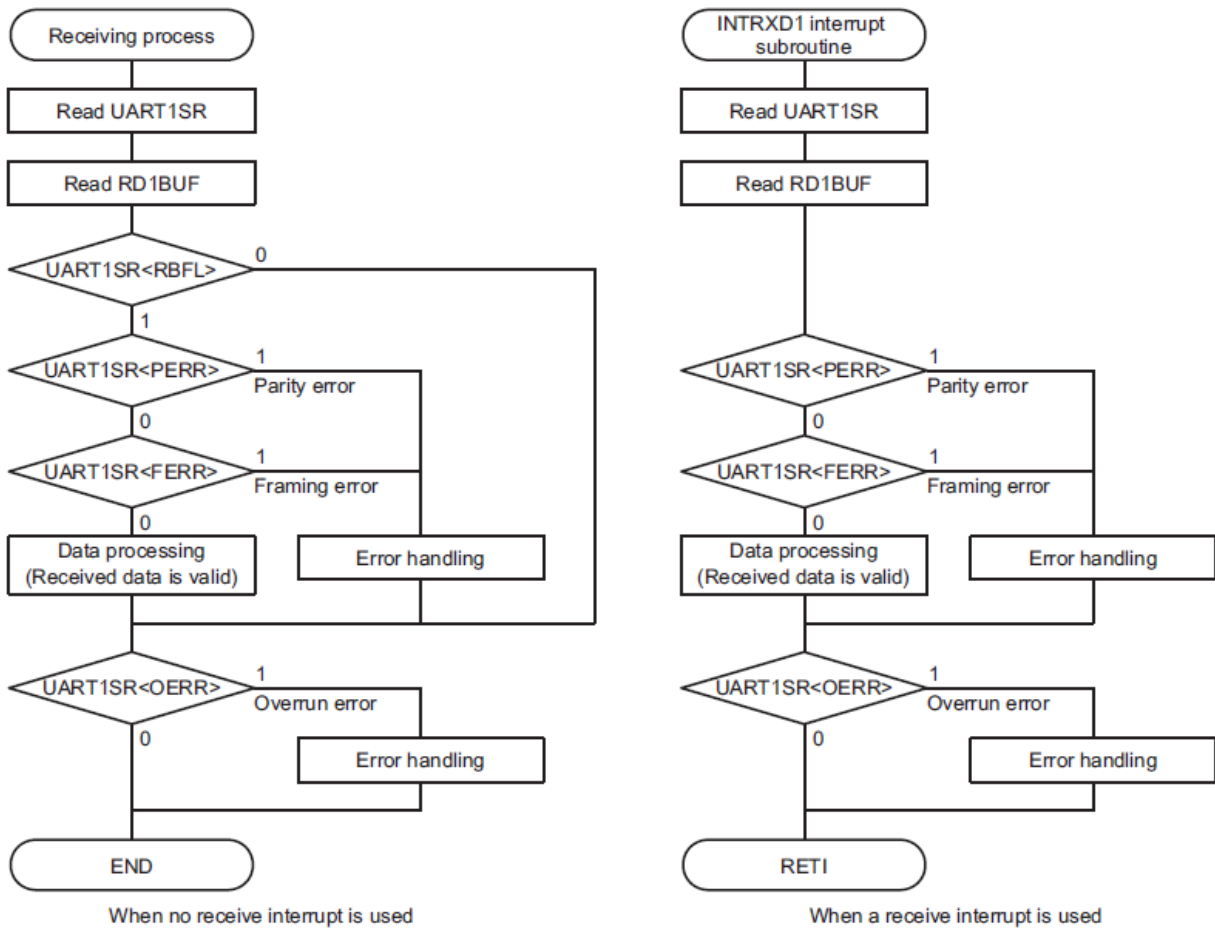 Receiving process
Read UART1SR
Read RD1BUF
UART1SR<RBFL>
0
1
UART1SR<PERR>
1
Parity error
0
UART1SR<FERR>
1
Framing error
0
Data processing
(Received data is valid)
Error handling
UART1SR<OERR>
1
Overrun error
0
Error handling
END
When no receive interrupt is used
INTRXD1 interrupt
subroutine
Read UART1SR
Read RD1BUF
UART1SR<PERR>
1
Parity error
0
UART1SR<FERR>
1
Framing error
0
Data processing
(Received data is valid)
Error handling
UART1SR<OERR>
1
Overrun error
0
Error handling
RETI
When a receive interrupt is used